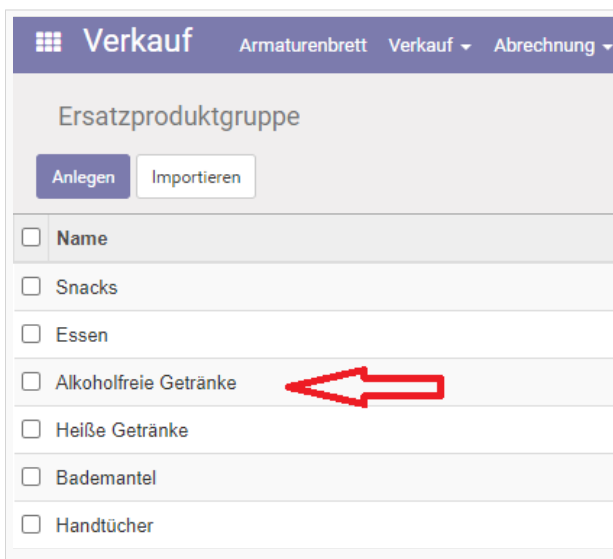 Verkauf Armaturenbrett Verkauf Abrechnung
Ersatzproduktgruppe
Anlegen Importieren
Name
Snacks
Essen
Alkoholfreie Getränke
Heiße Getränke
Bademantel
Handtücher